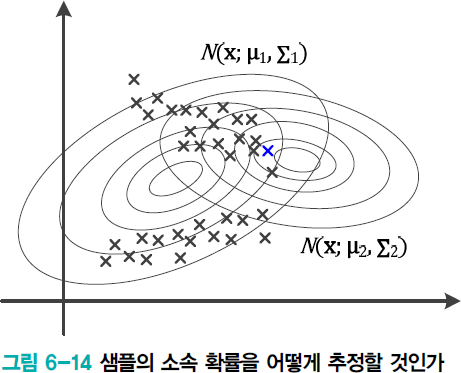 N(x; μ₁, Σ₁)
N(x; μ₂, Σ₂)
그림 6-14 샘플의 소속 확률을 어떻게 추정할 것인가